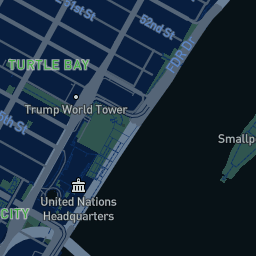 51st St
52nd St
FDR Dr
TURTLE BAY
Trump World Tower
Smallp
United Nations
Headquarters
CITY